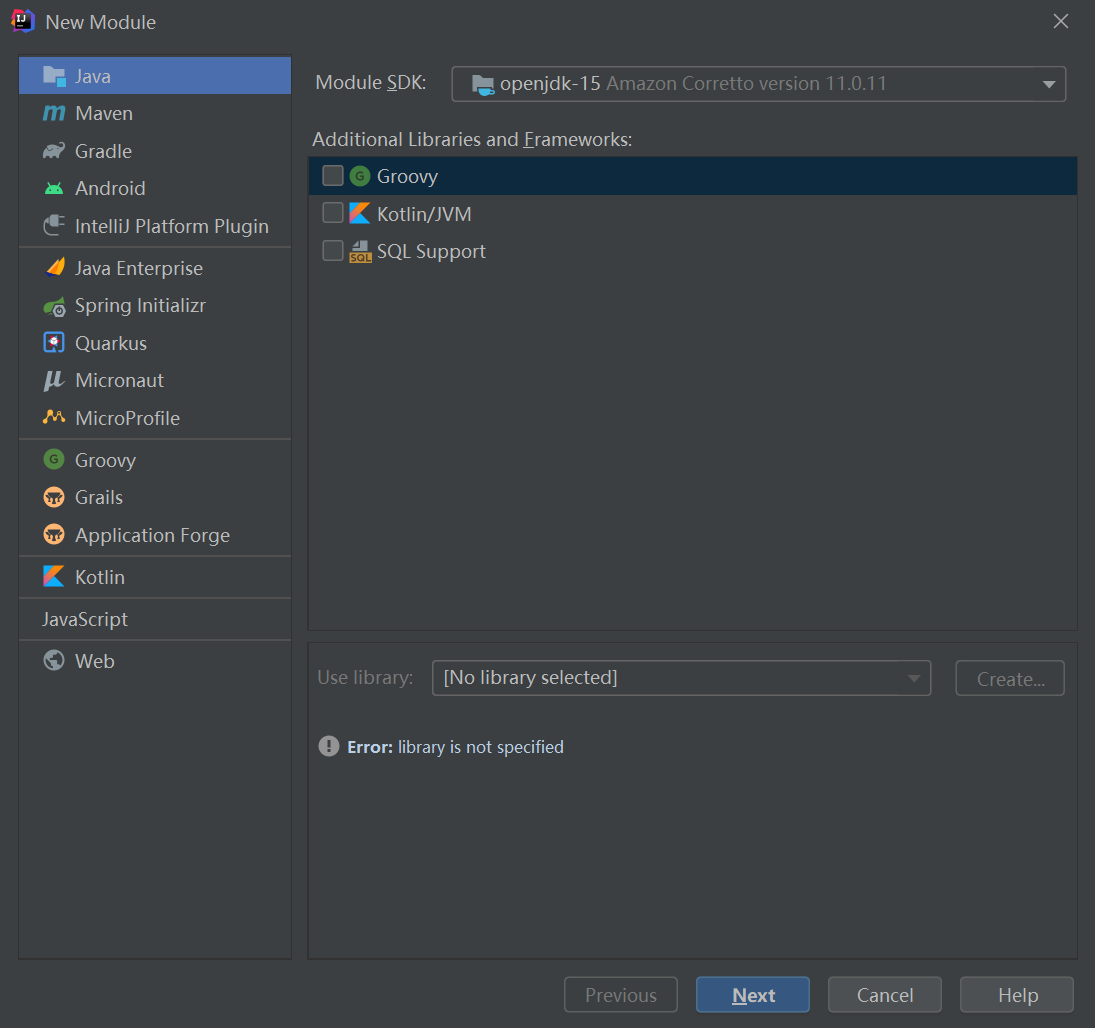 New Module
Java
Maven
Gradle
Android
IntelliJ Platform Plugin
Java Enterprise
Spring Initializr
Quarkus
Micronaut
MicroProfile
Groovy
Grails
Application Forge
Kotlin
JavaScript
Web
Module SDK: openjdk-15 Amazon Corretto version 11.0.11
Additional Libraries and Frameworks:
Groovy
Kotlin/JVM
SQL Support
Use library: [No library selected] Create...
Error: library is not specified
Previous Next Cancel Help